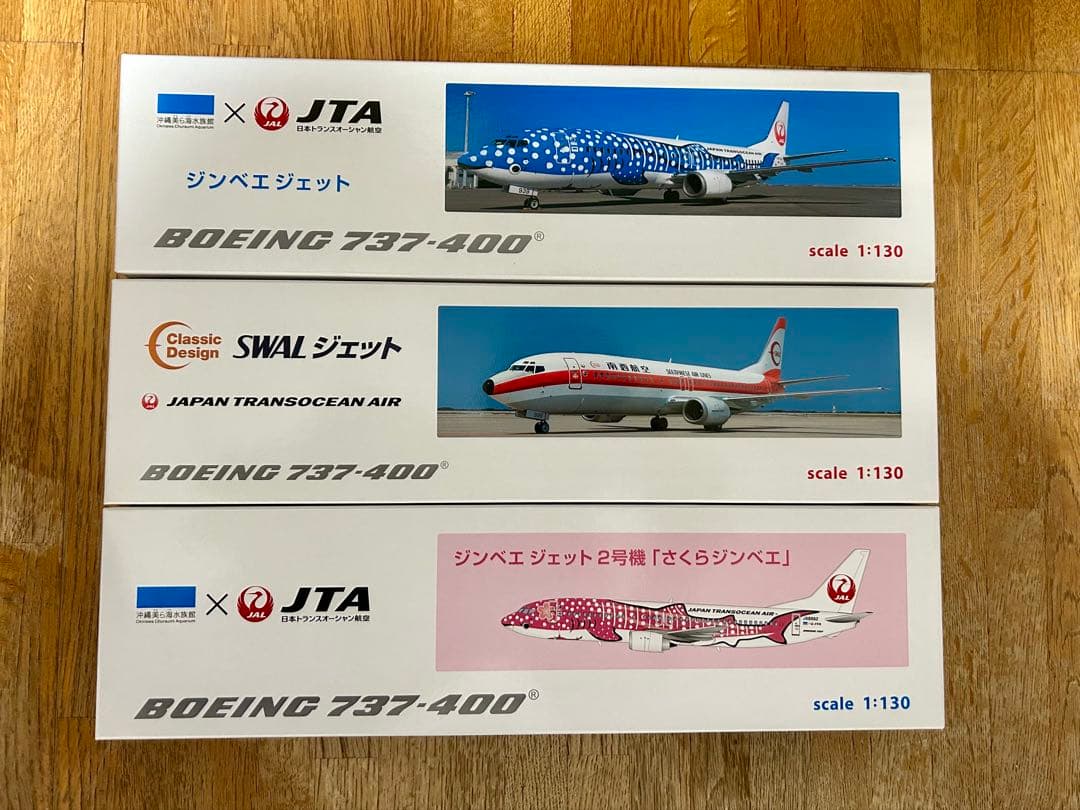 沖縄美ら海水族館
Okinawa Churaumi Aquarium
×
JAL
JTA
日本トランスオーシャン航空
ジンベエ ジェット
BOEING 737-400®
JAPAN TRANSOCEAN AIR
scale 1:130
Classic
Design
SWAL ジェット
JAPAN TRANSOCEAN AIR
BOEING 737-400®
南西航空
SOUTHWEST AIR LINES
scale 1:130
沖縄美ら海水族館
×
JAL
JTA
日本トランスオーシャン航空
BOEING 737-400®
ジンベエ ジェット2号機「さくらジンベエ」
JAPAN TRANSOCEAN AIR
JAL
scale 1:130